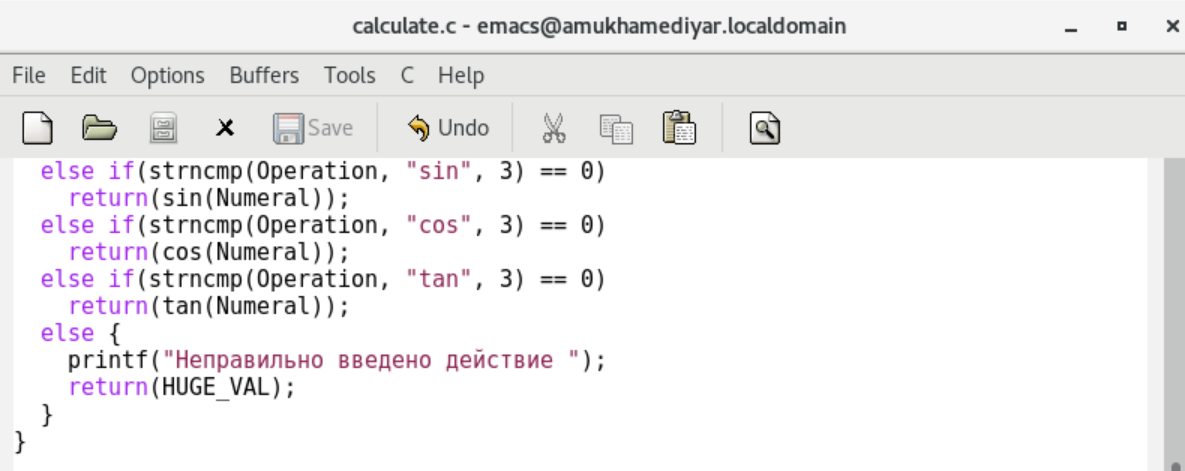 calculate.c - emacs@amukhamediyar.localdomain
File Edit Options Buffers Tools C Help
Save Undo
  else if(strncmp(Operation, "sin", 3) == 0)
    return(sin(Numeral));
  else if(strncmp(Operation, "cos", 3) == 0)
    return(cos(Numeral));
  else if(strncmp(Operation, "tan", 3) == 0)
    return(tan(Numeral));
  else {
    printf("Неправильно введено действие ");
    return(HUGE_VAL);
  }
}